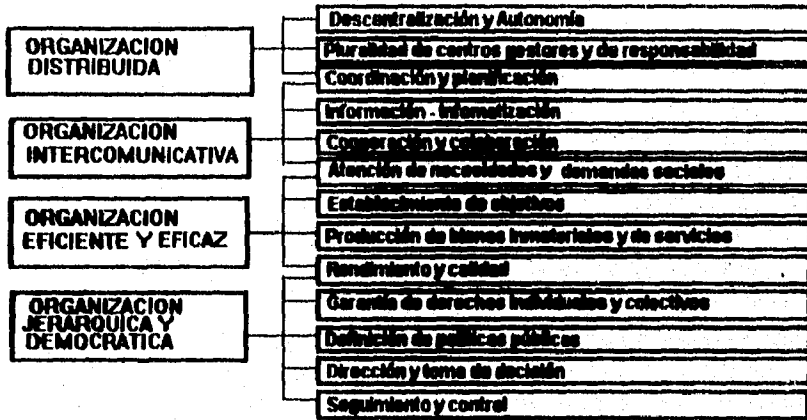 ORGANIZACION
DISTRIBUIDA
ORGANIZACION
INTERCOMUNICATIVA
ORGANIZACION
EFICIENTE Y EFICAZ
ORGANIZACION
JERARQUICA Y
DEMOCRATICA
Descentralización y Autonomía
Pluralidad de centros gestores y de responsabilidad
Coordinación y planificación
Información - Informatización
Cooperación y colaboración
Atención de necesidades y demandas sociales
Establecimiento de objetivos
Producción de bienes inmateriales y de servicios
Rendimiento y calidad
Garantía de derechos individuales y colectivos
Definición de políticas públicas
Dirección y toma de decisión
Seguimiento y control